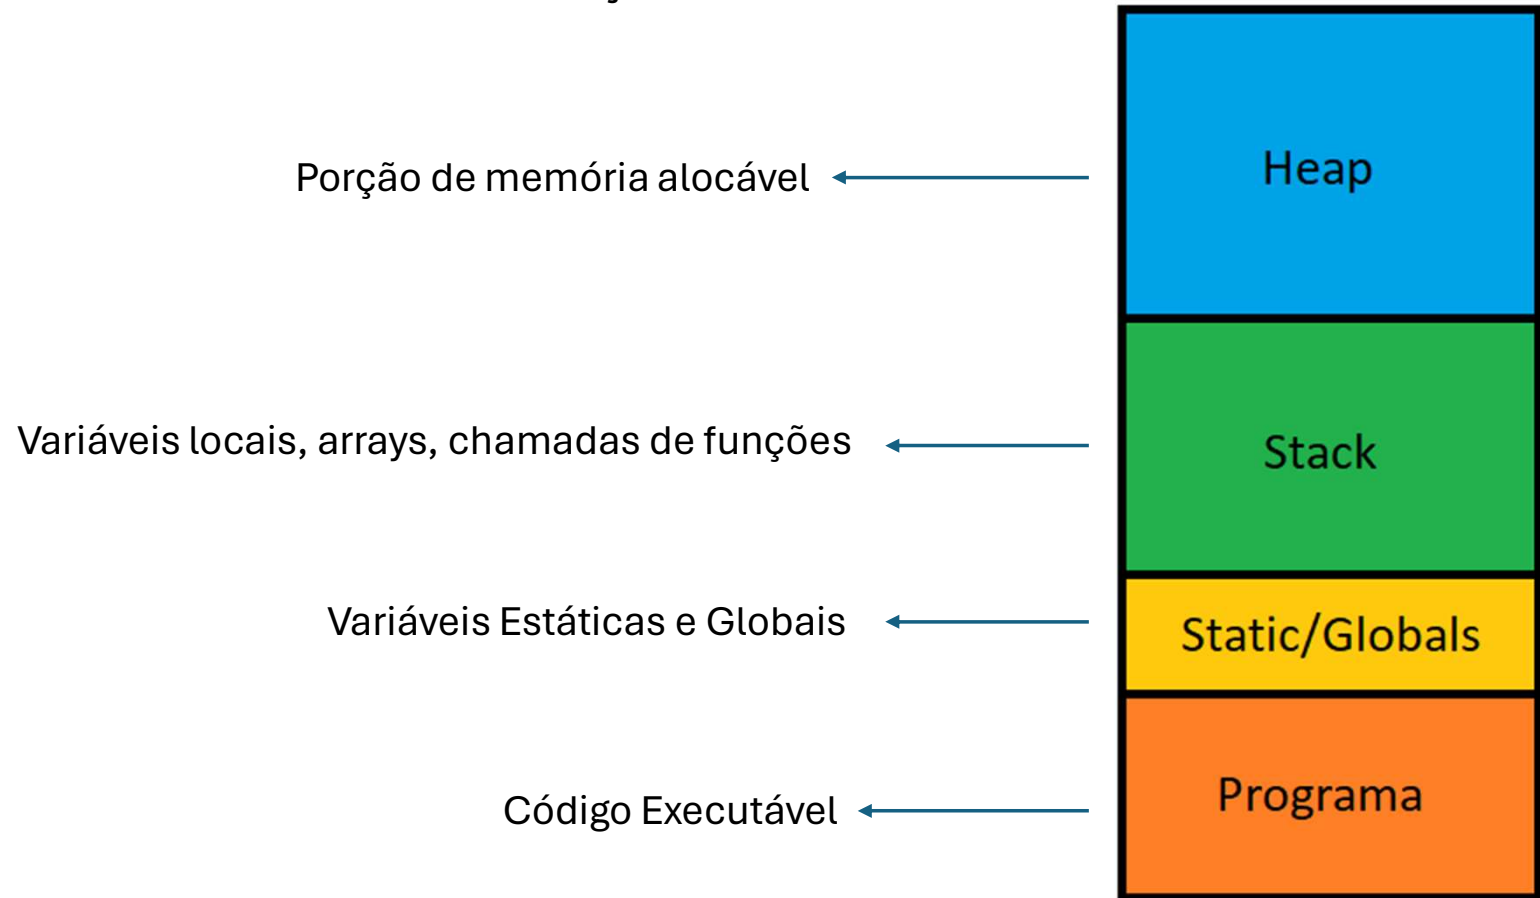 Porção de memória alocável
Heap
Variáveis locais, arrays, chamadas de funções
Stack
Variáveis Estáticas e Globais
Static/Globals
Código Executável
Programa